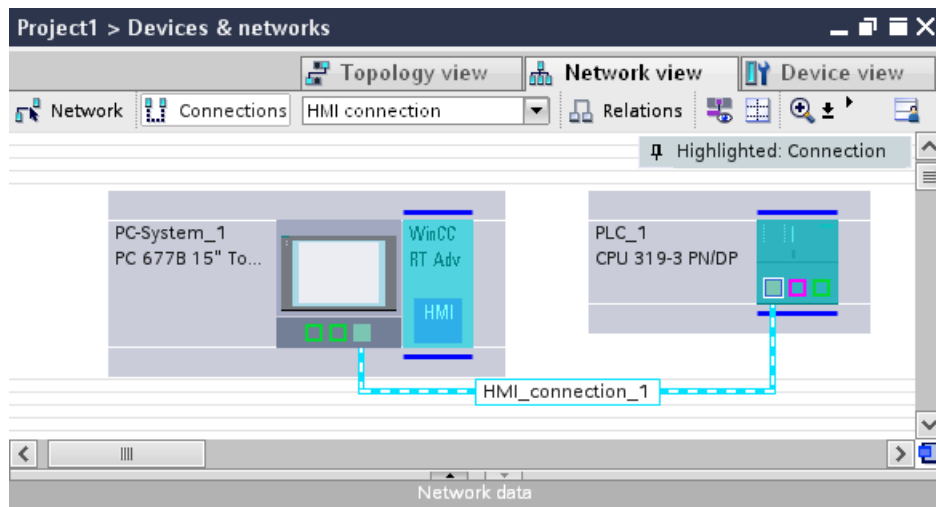 Project1 > Devices & networks
Topology view
Network view
Device view
Network
Connections
HMI connection
Relations
Highlighted: Connection
PC-System_1
PC 677B 15" To...
WinCC
RT Adv
HMI
PLC_1
CPU 319-3 PN/DP
HMI_connection_1
Network data